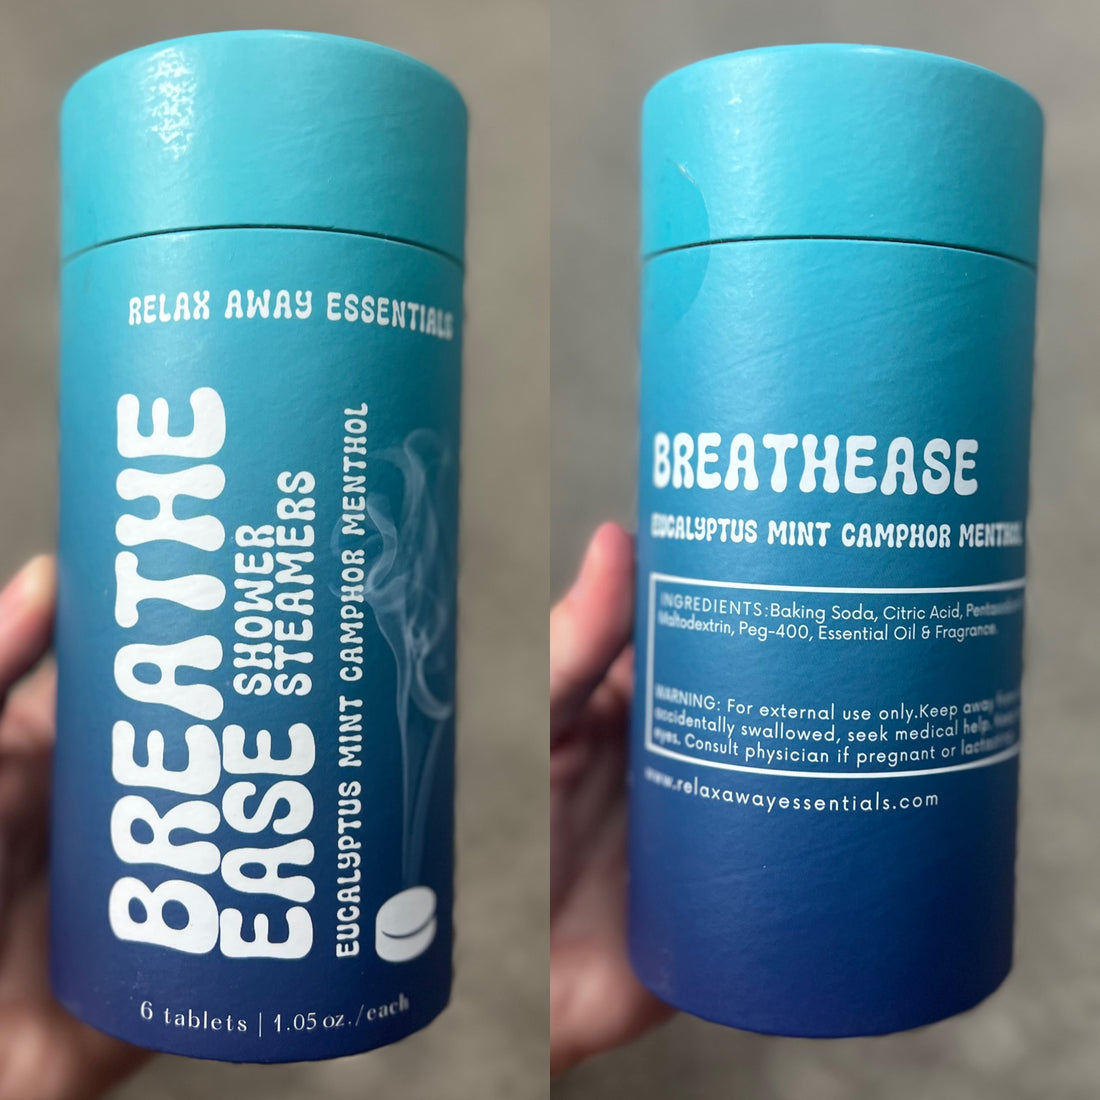 RELAX AWAY ESSENTIALS
BREATHE
EASE
SHOWER
STEAMERS
EUCALYPTUS MINT CAMPHOR MENTHOL
6 tablets | 1.05 oz./each
BREATHEASE
EUCALYPTUS MINT CAMPHOR MENTHOL
INGREDIENTS:Baking Soda, Citric Acid,
Maltodextrin, Peg-400, Essential Oil & Fragrance.
WARNING: For external use only.Keep away
accidentally swallowed, seek medical help.
eyes. Consult physician if pregnant or
www.relaxawayessentials.com